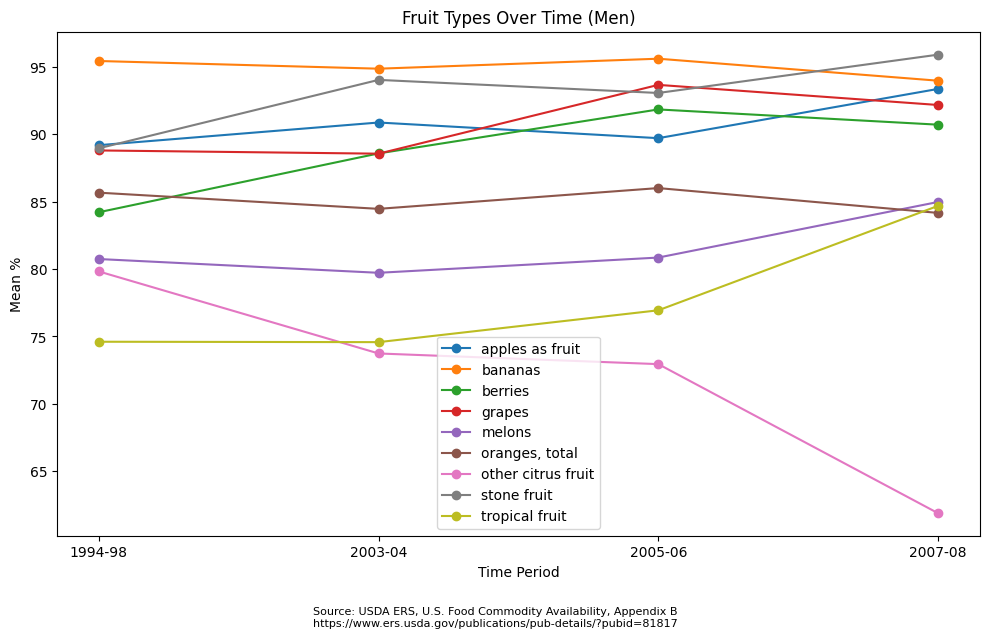 Fruit Types Over Time (Men)
Mean %
95
90
85
80
75
70
65
apples as fruit
bananas
berries
grapes
melons
oranges, total
other citrus fruit
stone fruit
tropical fruit
1994-98 2003-04 2005-06 2007-08
Time Period
Source: USDA ERS, U.S. Food Commodity Availability, Appendix B
https://www.ers.usda.gov/publications/pub-details/?pubid=81817